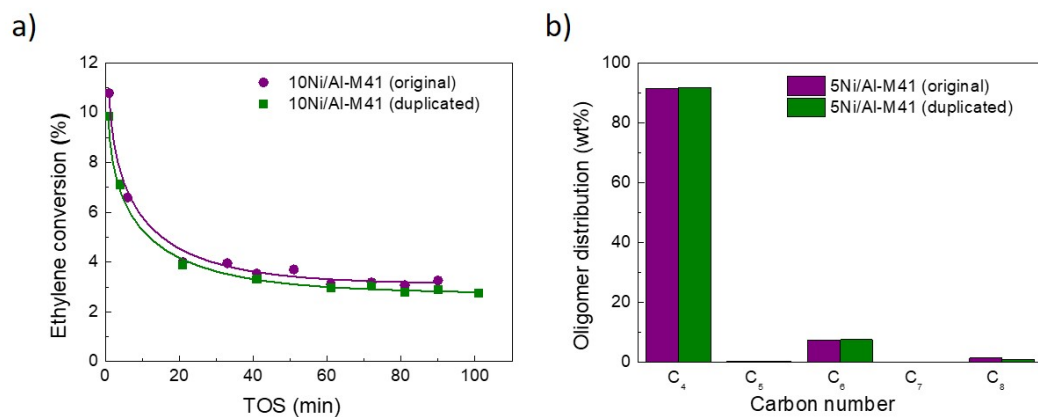 a)
12
10
8
6
4
2
0
Ethylene conversion (%)
10Ni/Al-M41 (original)
10Ni/Al-M41 (duplicated)
0 20 40 60 80 100
TOS (min)
b)
100
80
60
40
20
0
Oligomer distribution (wt%)
5Ni/Al-M41 (original)
5Ni/Al-M41 (duplicated)
C₄ C₅ C₆ C₇ C₈
Carbon number